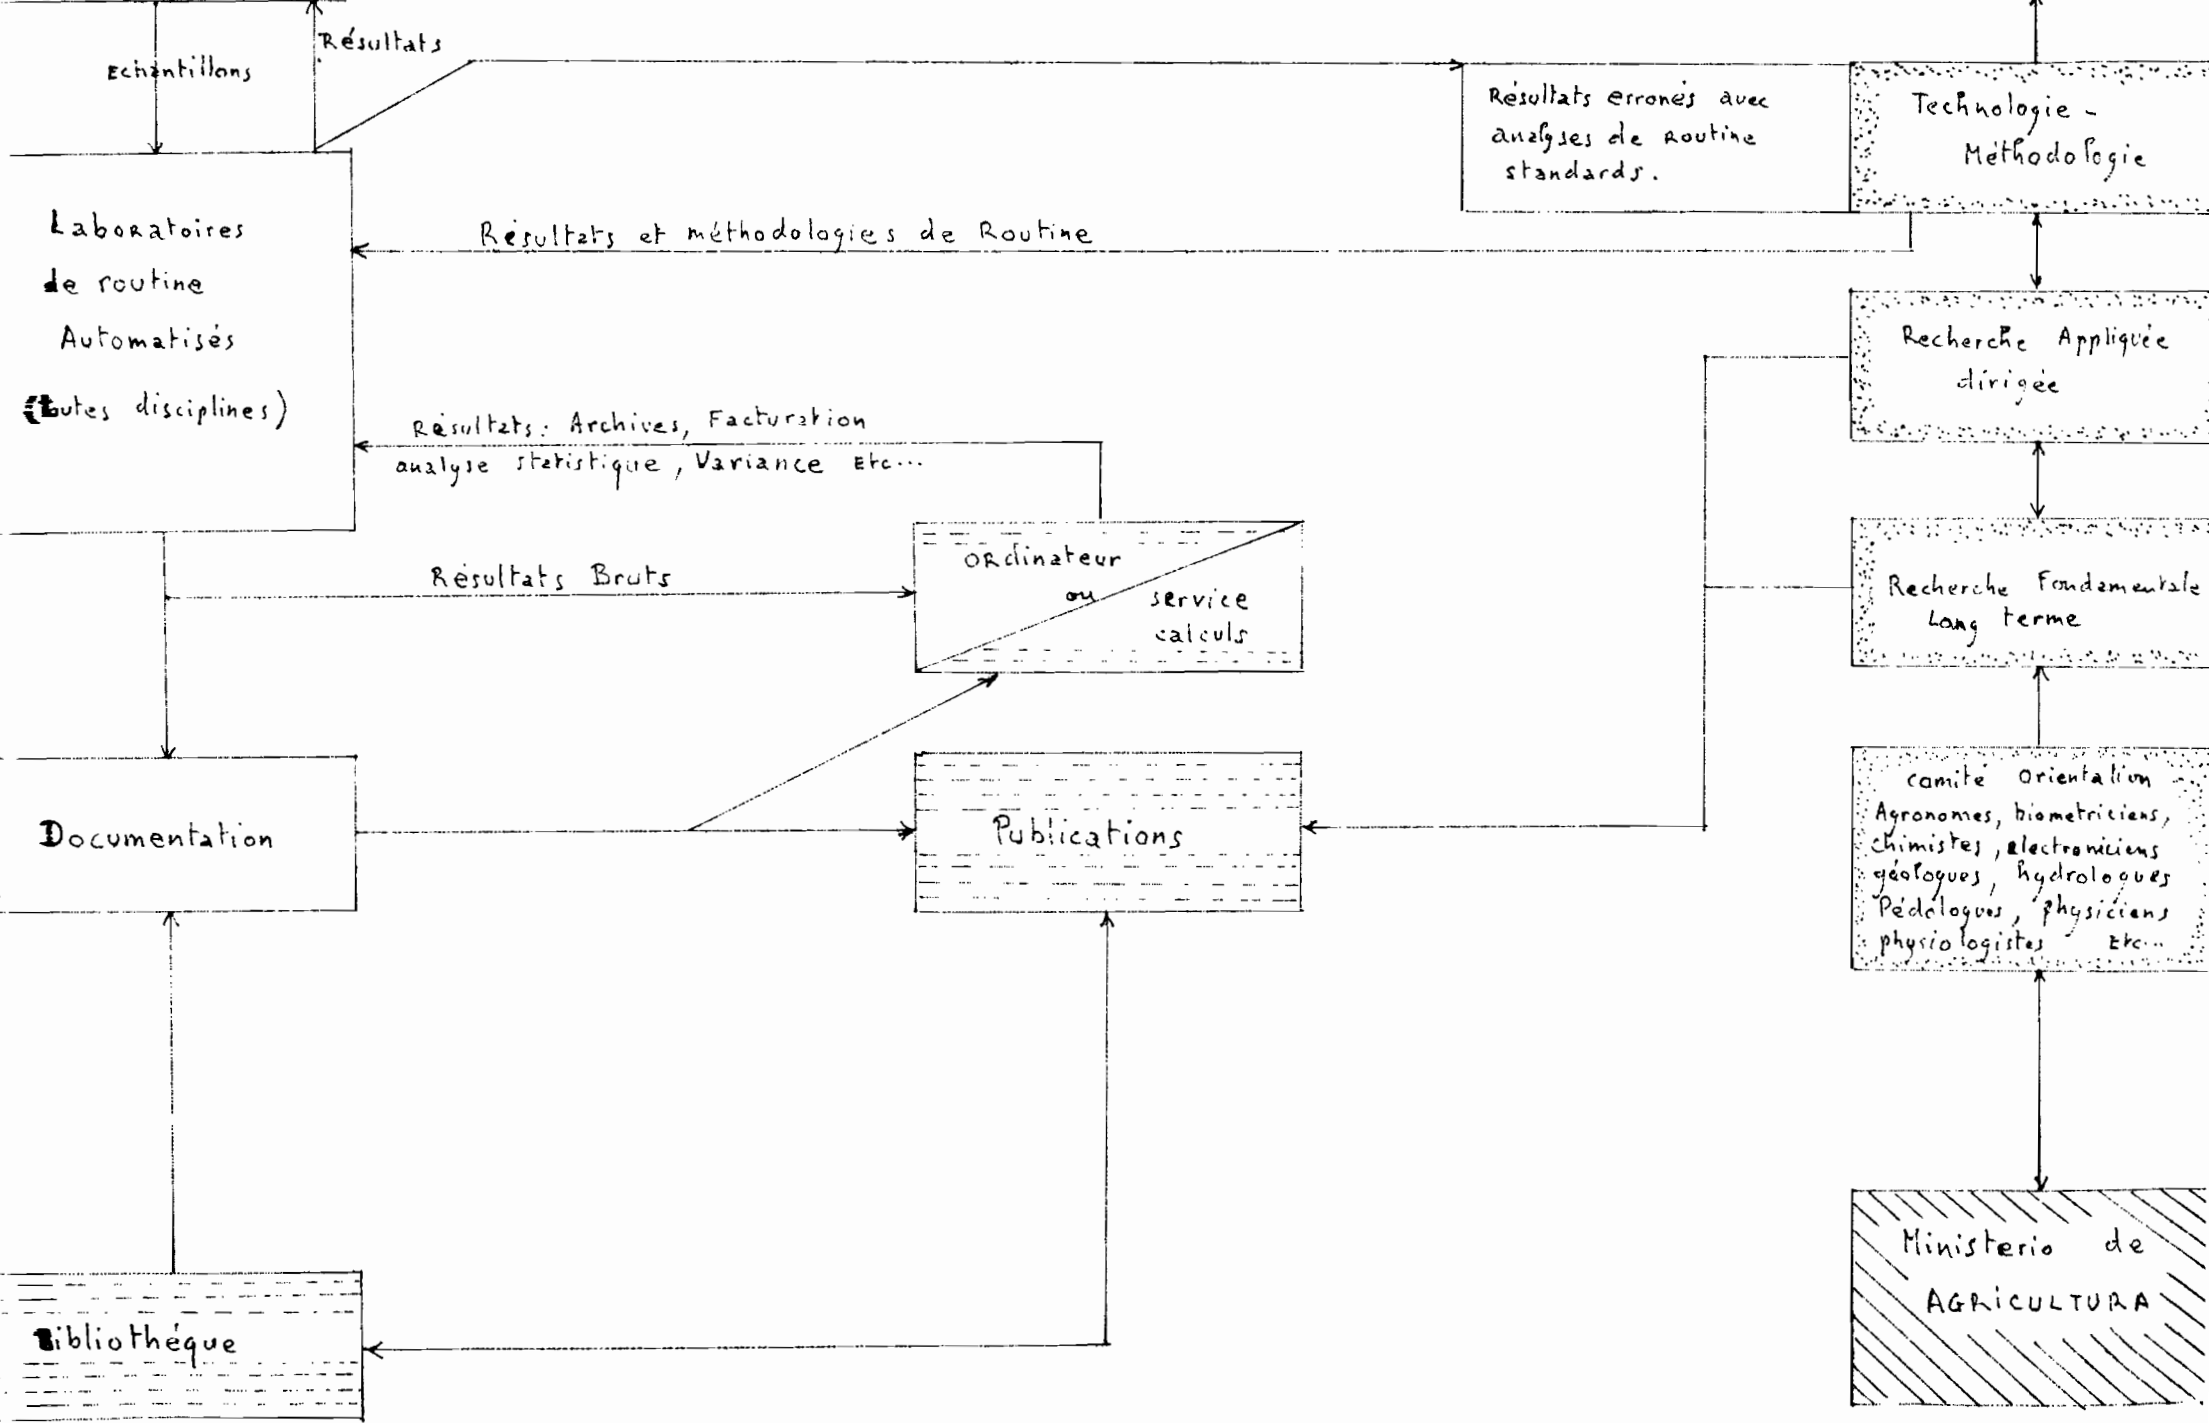 Résultats
Echantillons
Résultats erronés avec
analyses de Routine
standards.
Technologie -
Méthodologie
Laboratoires
de routine
Automatisés
(toutes disciplines)
Résultats et méthodologies de Routine
Recherche Appliquée
dirigée
Résultats: Archives, Facturation
analyse statistique, Variance Etc...
Ordinateur
ou service
calculs
Résultats Bruts
Recherche Fondamentale
Long terme
Documentation
Publications
comité Orientation
Agronomes, biometriciens,
chimistes, electroniciens
géologues, hydrologues
Pédologues, physiciens
physiologistes Etc...
Bibliothéque
Ministerio de
AGRICULTURA